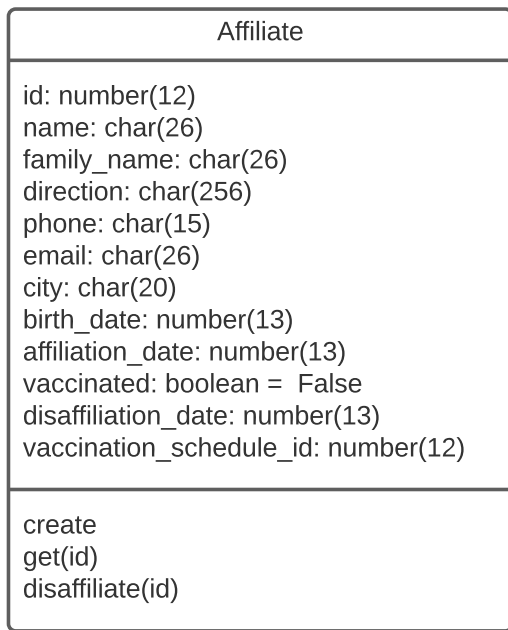 Affiliate
id: number(12)
name: char(26)
family_name: char(26)
direction: char(256)
phone: char(15)
email: char(26)
city: char(20)
birth_date: number(13)
affiliation_date: number(13)
vaccinated: boolean =  False
disaffiliation_date: number(13)
vaccination_schedule_id: number(12)
create
get(id)
disaffiliate(id)